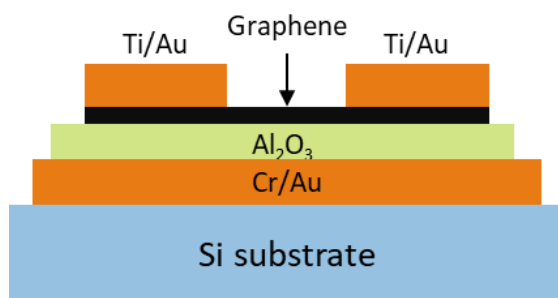 Graphene
Ti/Au
Ti/Au
Al₂O₃
Cr/Au
Si substrate